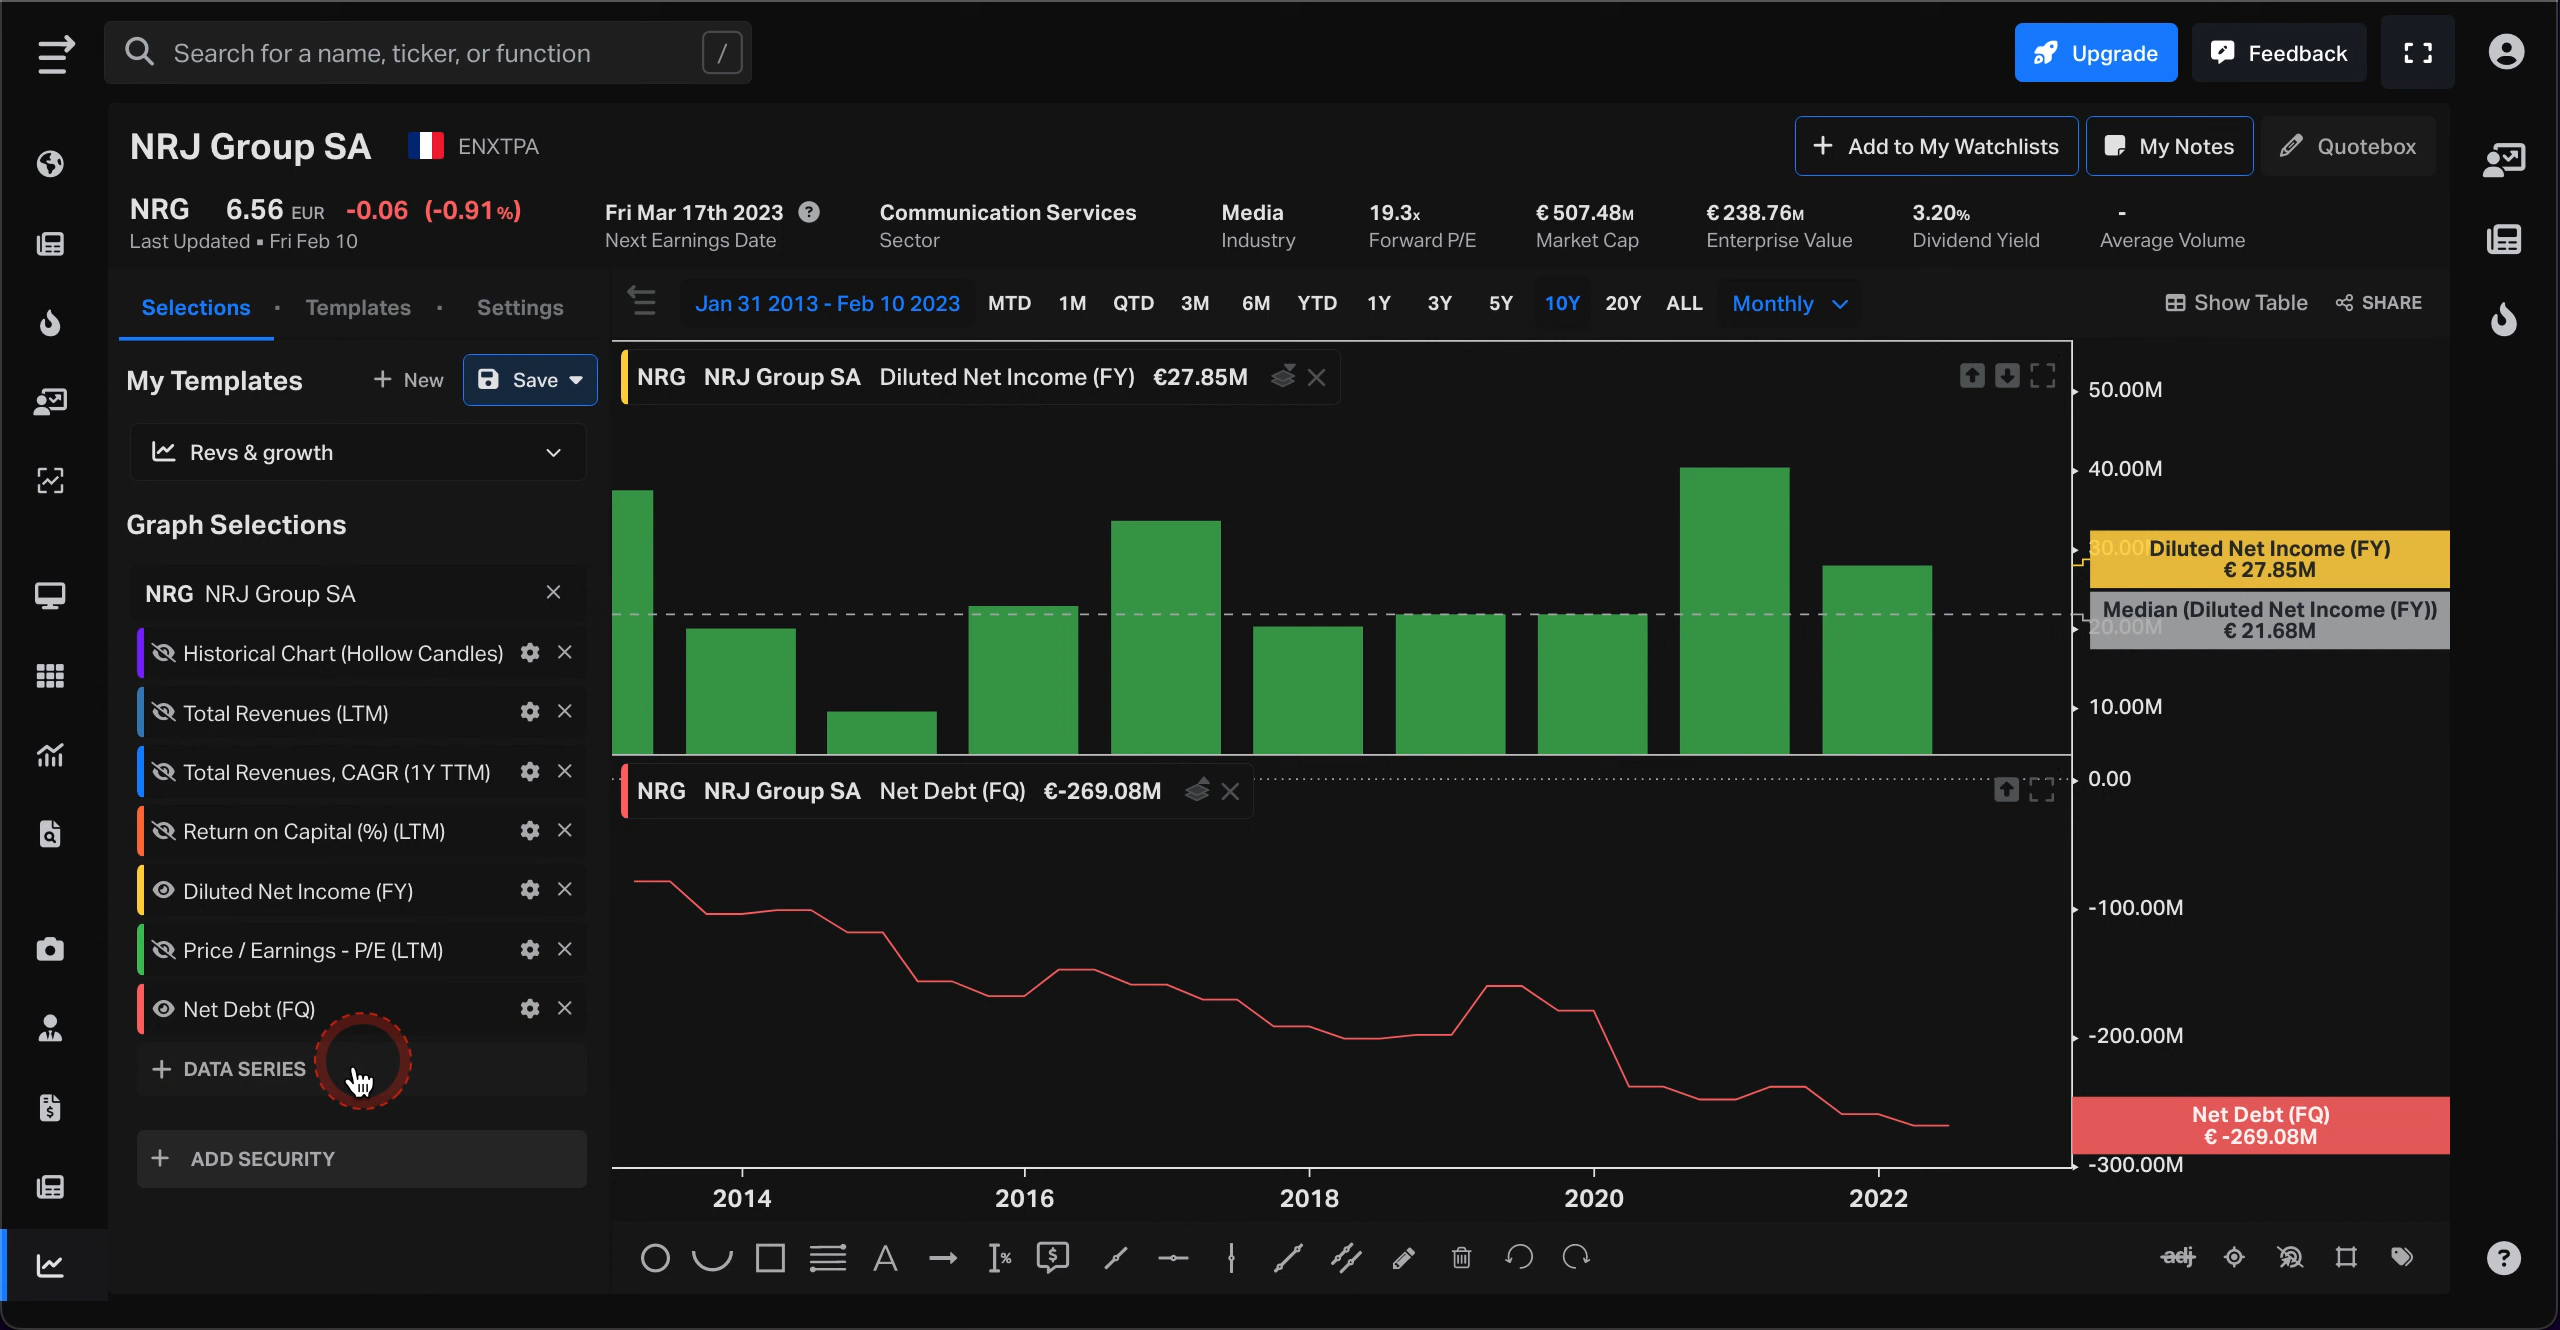 Search for a name, ticker, or function /
Upgrade
Feedback
NRJ Group SA ENXTPA
+ Add to My Watchlists
My Notes
Quotebox
NRG 6.56 EUR -0.06 (-0.91%)
Last Updated ▪ Fri Feb 10
Fri Mar 17th 2023 ?
Next Earnings Date
Communication Services
Sector
Media
Industry
19.3x
Forward P/E
€ 507.48M
Market Cap
€ 238.76M
Enterprise Value
3.20%
Dividend Yield
-
Average Volume
Selections · Templates · Settings
Jan 31 2013 - Feb 10 2023 MTD 1M QTD 3M 6M YTD 1Y 3Y 5Y 10Y 20Y ALL Monthly
Show Table SHARE
My Templates + New Save
Revs & growth
Graph Selections
NRG NRJ Group SA
Historical Chart (Hollow Candles)
Total Revenues (LTM)
Total Revenues, CAGR (1Y TTM)
Return on Capital (%) (LTM)
Diluted Net Income (FY)
Price / Earnings - P/E (LTM)
Net Debt (FQ)
+ DATA SERIES
+ ADD SECURITY
NRG NRJ Group SA Diluted Net Income (FY) €27.85M
50.00M
40.00M
30.00M
Diluted Net Income (FY)
€ 27.85M
Median (Diluted Net Income (FY))
20.00M
€ 21.68M
10.00M
NRG NRJ Group SA Net Debt (FQ) €-269.08M
0.00
-100.00M
-200.00M
Net Debt (FQ)
€ -269.08M
-300.00M
2014 2016 2018 2020 2022
A
%
$
adj
?